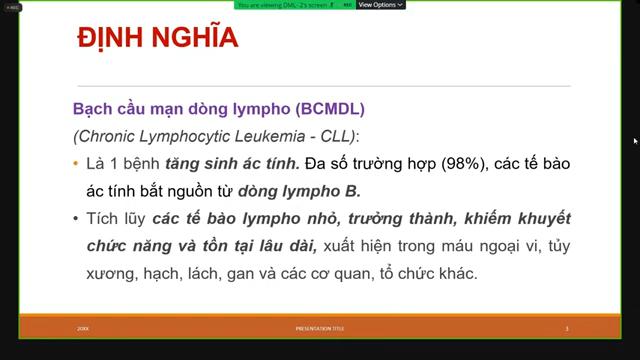 REC
You are viewing DML- 2's screen
REC
View Options
ĐỊNH NGHĨA
Bạch cầu mạn dòng lympho (BCMDL)
(Chronic Lymphocytic Leukemia - CLL):
• Là 1 bệnh tăng sinh ác tính. Đa số trường hợp (98%), các tế bào
ác tính bắt nguồn từ dòng lympho B.
• Tích lũy các tế bào lympho nhỏ, trưởng thành, khiếm khuyết
chức năng và tồn tại lâu dài, xuất hiện trong máu ngoại vi, tủy
xương, hạch, lách, gan và các cơ quan, tổ chức khác.
20XX
PRESENTATION TITLE
3